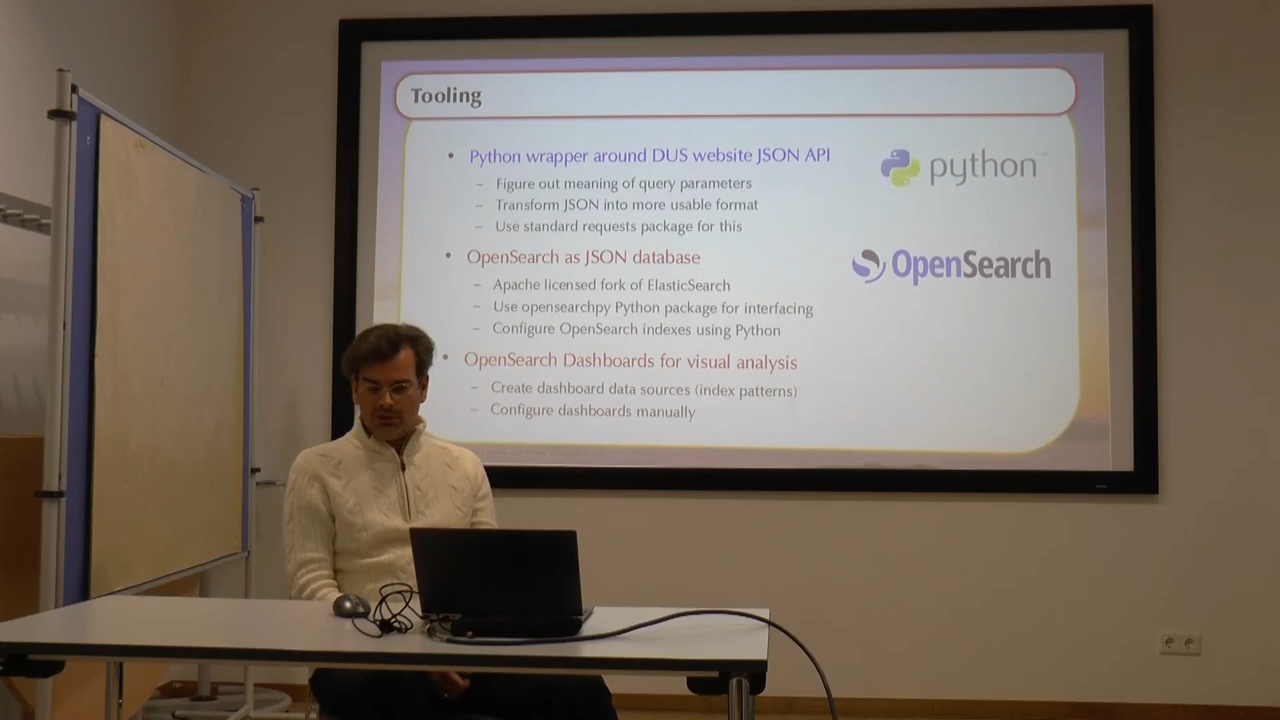 Tooling
• Python wrapper around DUS website JSON API
– Figure out meaning of query parameters
– Transform JSON into more usable format
– Use standard requests package for this
• OpenSearch as JSON database
– Apache licensed fork of ElasticSearch
– Use opensearchpy Python package for interfacing
– Configure OpenSearch indexes using Python
• OpenSearch Dashboards for visual analysis
– Create dashboard data sources (index patterns)
– Configure dashboards manually
python
OpenSearch